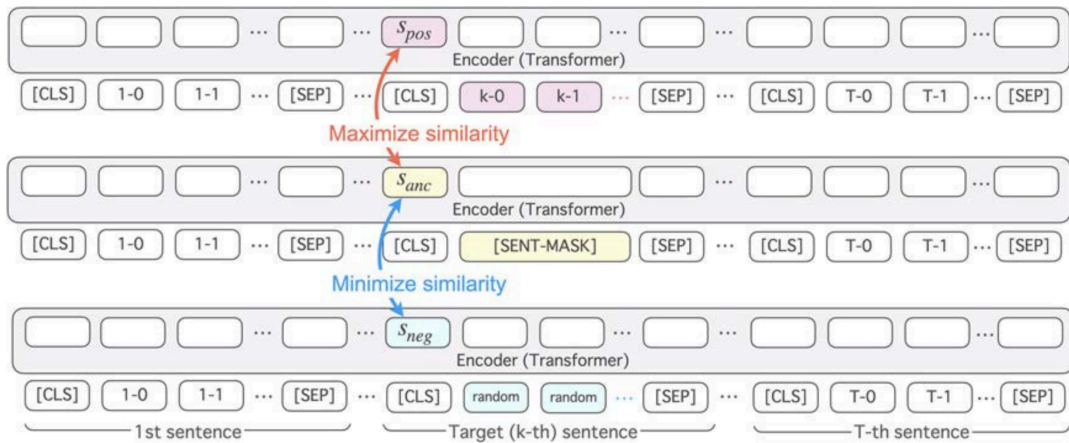 ... ... S_pos ... ... ...
Encoder (Transformer)
[CLS] 1-0 1-1 ... [SEP] ... [CLS] k-0 k-1 ... [SEP] ... [CLS] T-0 T-1 ... [SEP]
Maximize similarity
... ... S_anc ... ...
Encoder (Transformer)
[CLS] 1-0 1-1 ... [SEP] ... [CLS] [SENT-MASK] [SEP] ... [CLS] T-0 T-1 ... [SEP]
Minimize similarity
... ... S_neg ... ... ...
Encoder (Transformer)
[CLS] 1-0 1-1 ... [SEP] ... [CLS] random random ... [SEP] ... [CLS] T-0 T-1 ... [SEP]
1st sentence Target (k-th) sentence T-th sentence